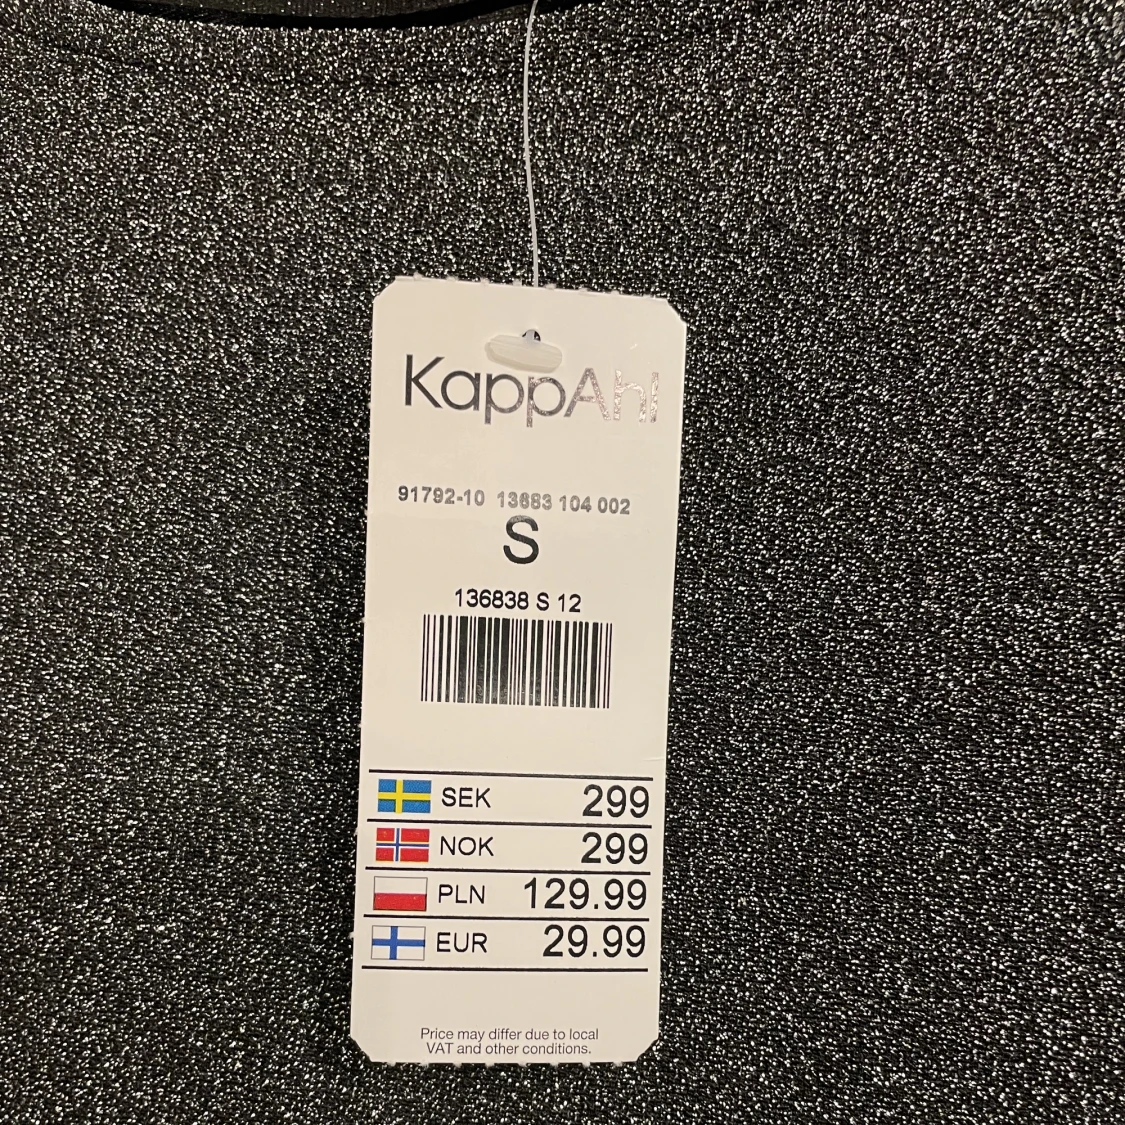 KappAhl
91792-10 13683 104 002
S
136838 S 12
SEK 299
NOK 299
PLN 129.99
EUR 29.99
Price may differ due to local
VAT and other conditions.